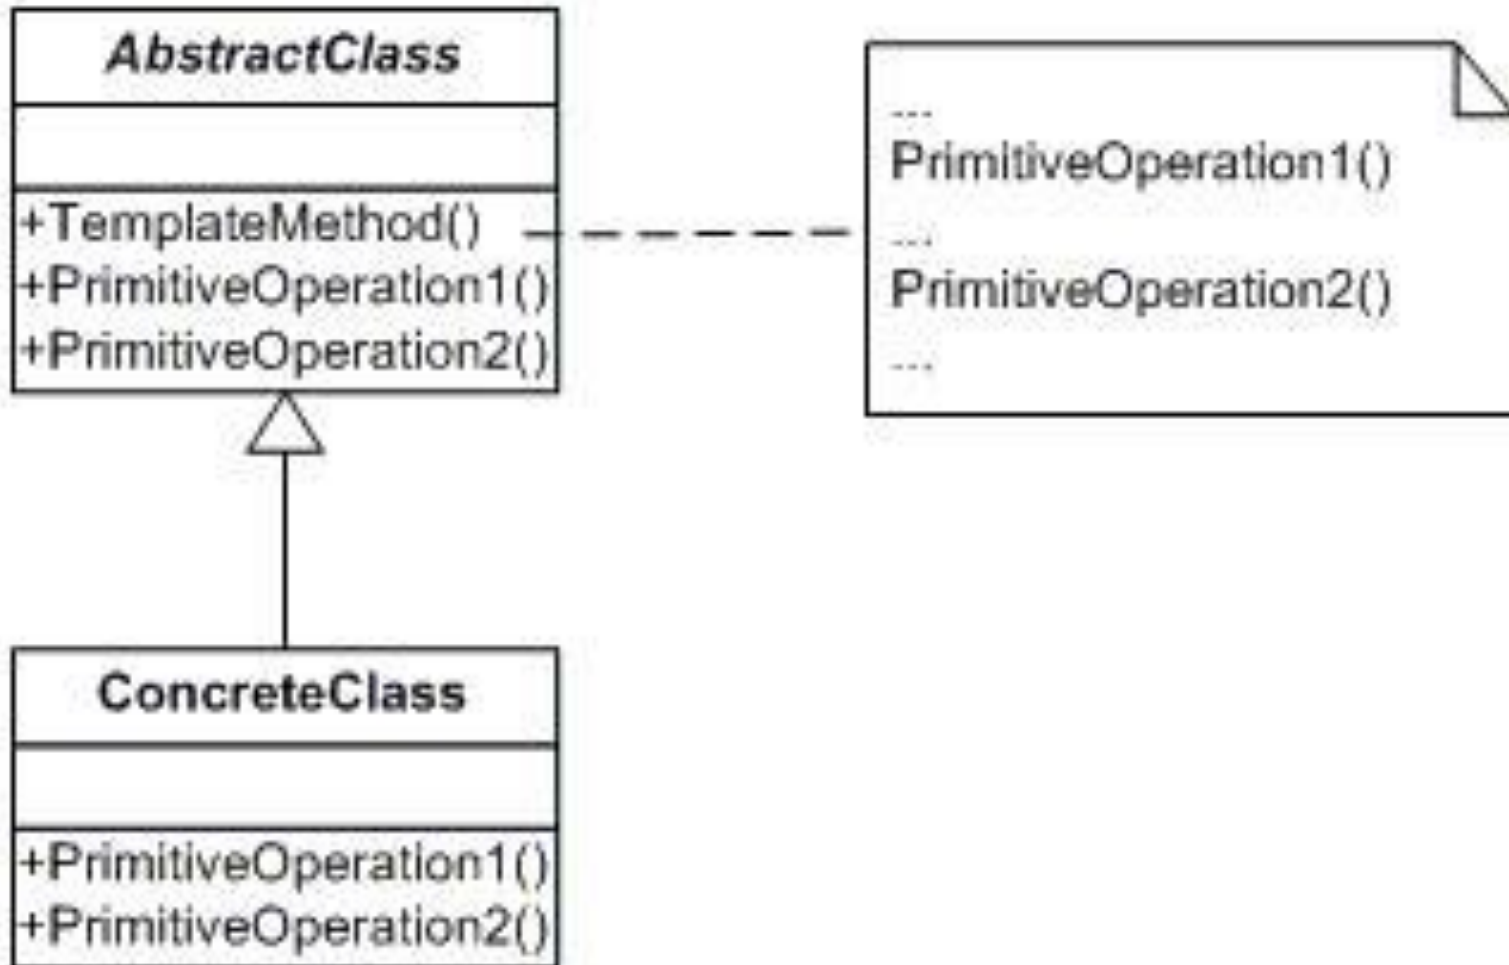 AbstractClass
+TemplateMethod()
+PrimitiveOperation1()
+PrimitiveOperation2()
...
PrimitiveOperation1()
...
PrimitiveOperation2()
...
ConcreteClass
+PrimitiveOperation1()
+PrimitiveOperation2()